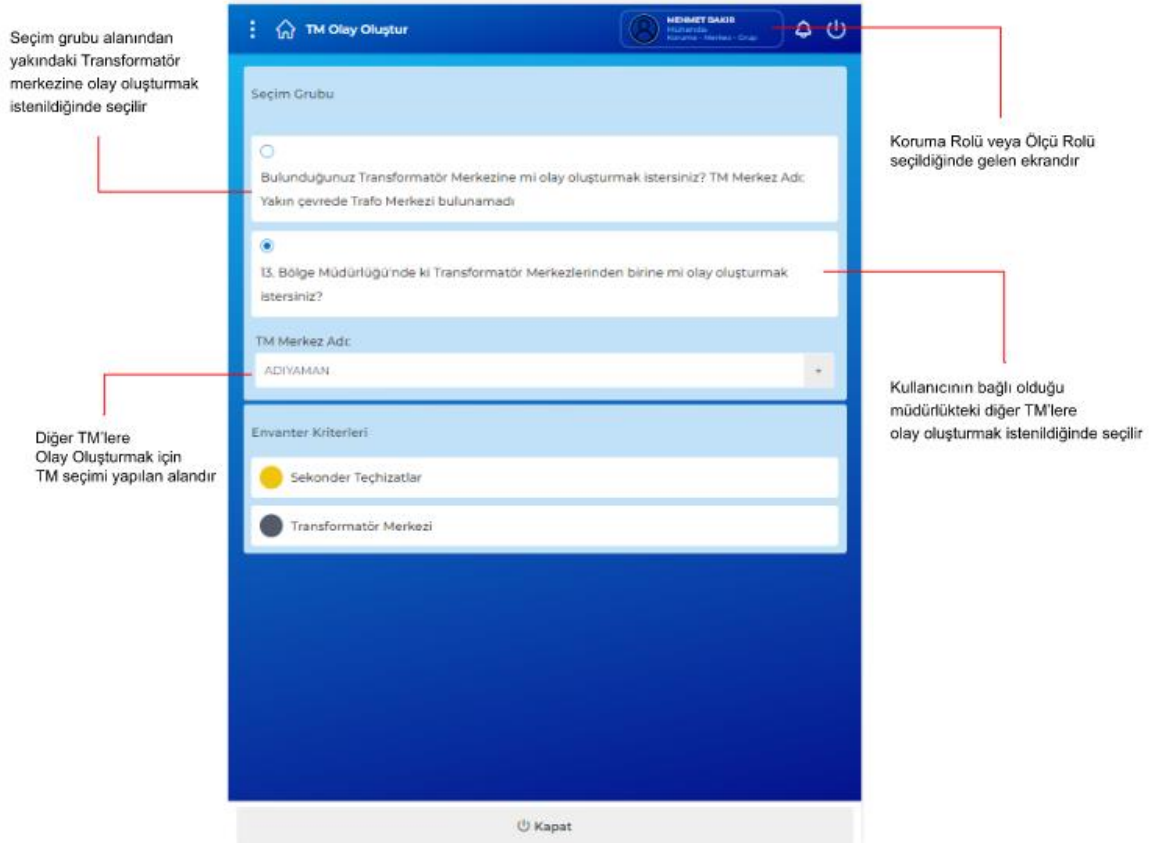 Seçim grubu alanından
yakındaki Transformatör
merkezine olay oluşturmak
istenildiğinde seçilir
TM Olay Oluştur
MEHMET BAKIR
Koruma - Merkez - Grup
Koruma Rolü veya Ölçü Rolü
seçildiğinde gelen ekrandır
Seçim Grubu
Bulunduğunuz Transformatör Merkezine mi olay oluşturmak istersiniz? TM Merkez Adı:
Yakın çevrede Trafo Merkezi bulunamadı
13. Bölge Müdürlüğü'nde ki Transformatör Merkezlerinden birine mi olay oluşturmak
istersiniz?
TM Merkez Adı:
ADIYAMAN
Kullanıcının bağlı olduğu
müdürlükteki diğer TM'lere
olay oluşturmak istenildiğinde seçilir
Diğer TM'lere
Olay Oluşturmak için
TM seçimi yapılan alandır
Envanter Kriterleri
Sekonder Teçhizatlar
Transformatör Merkezi
Kapat